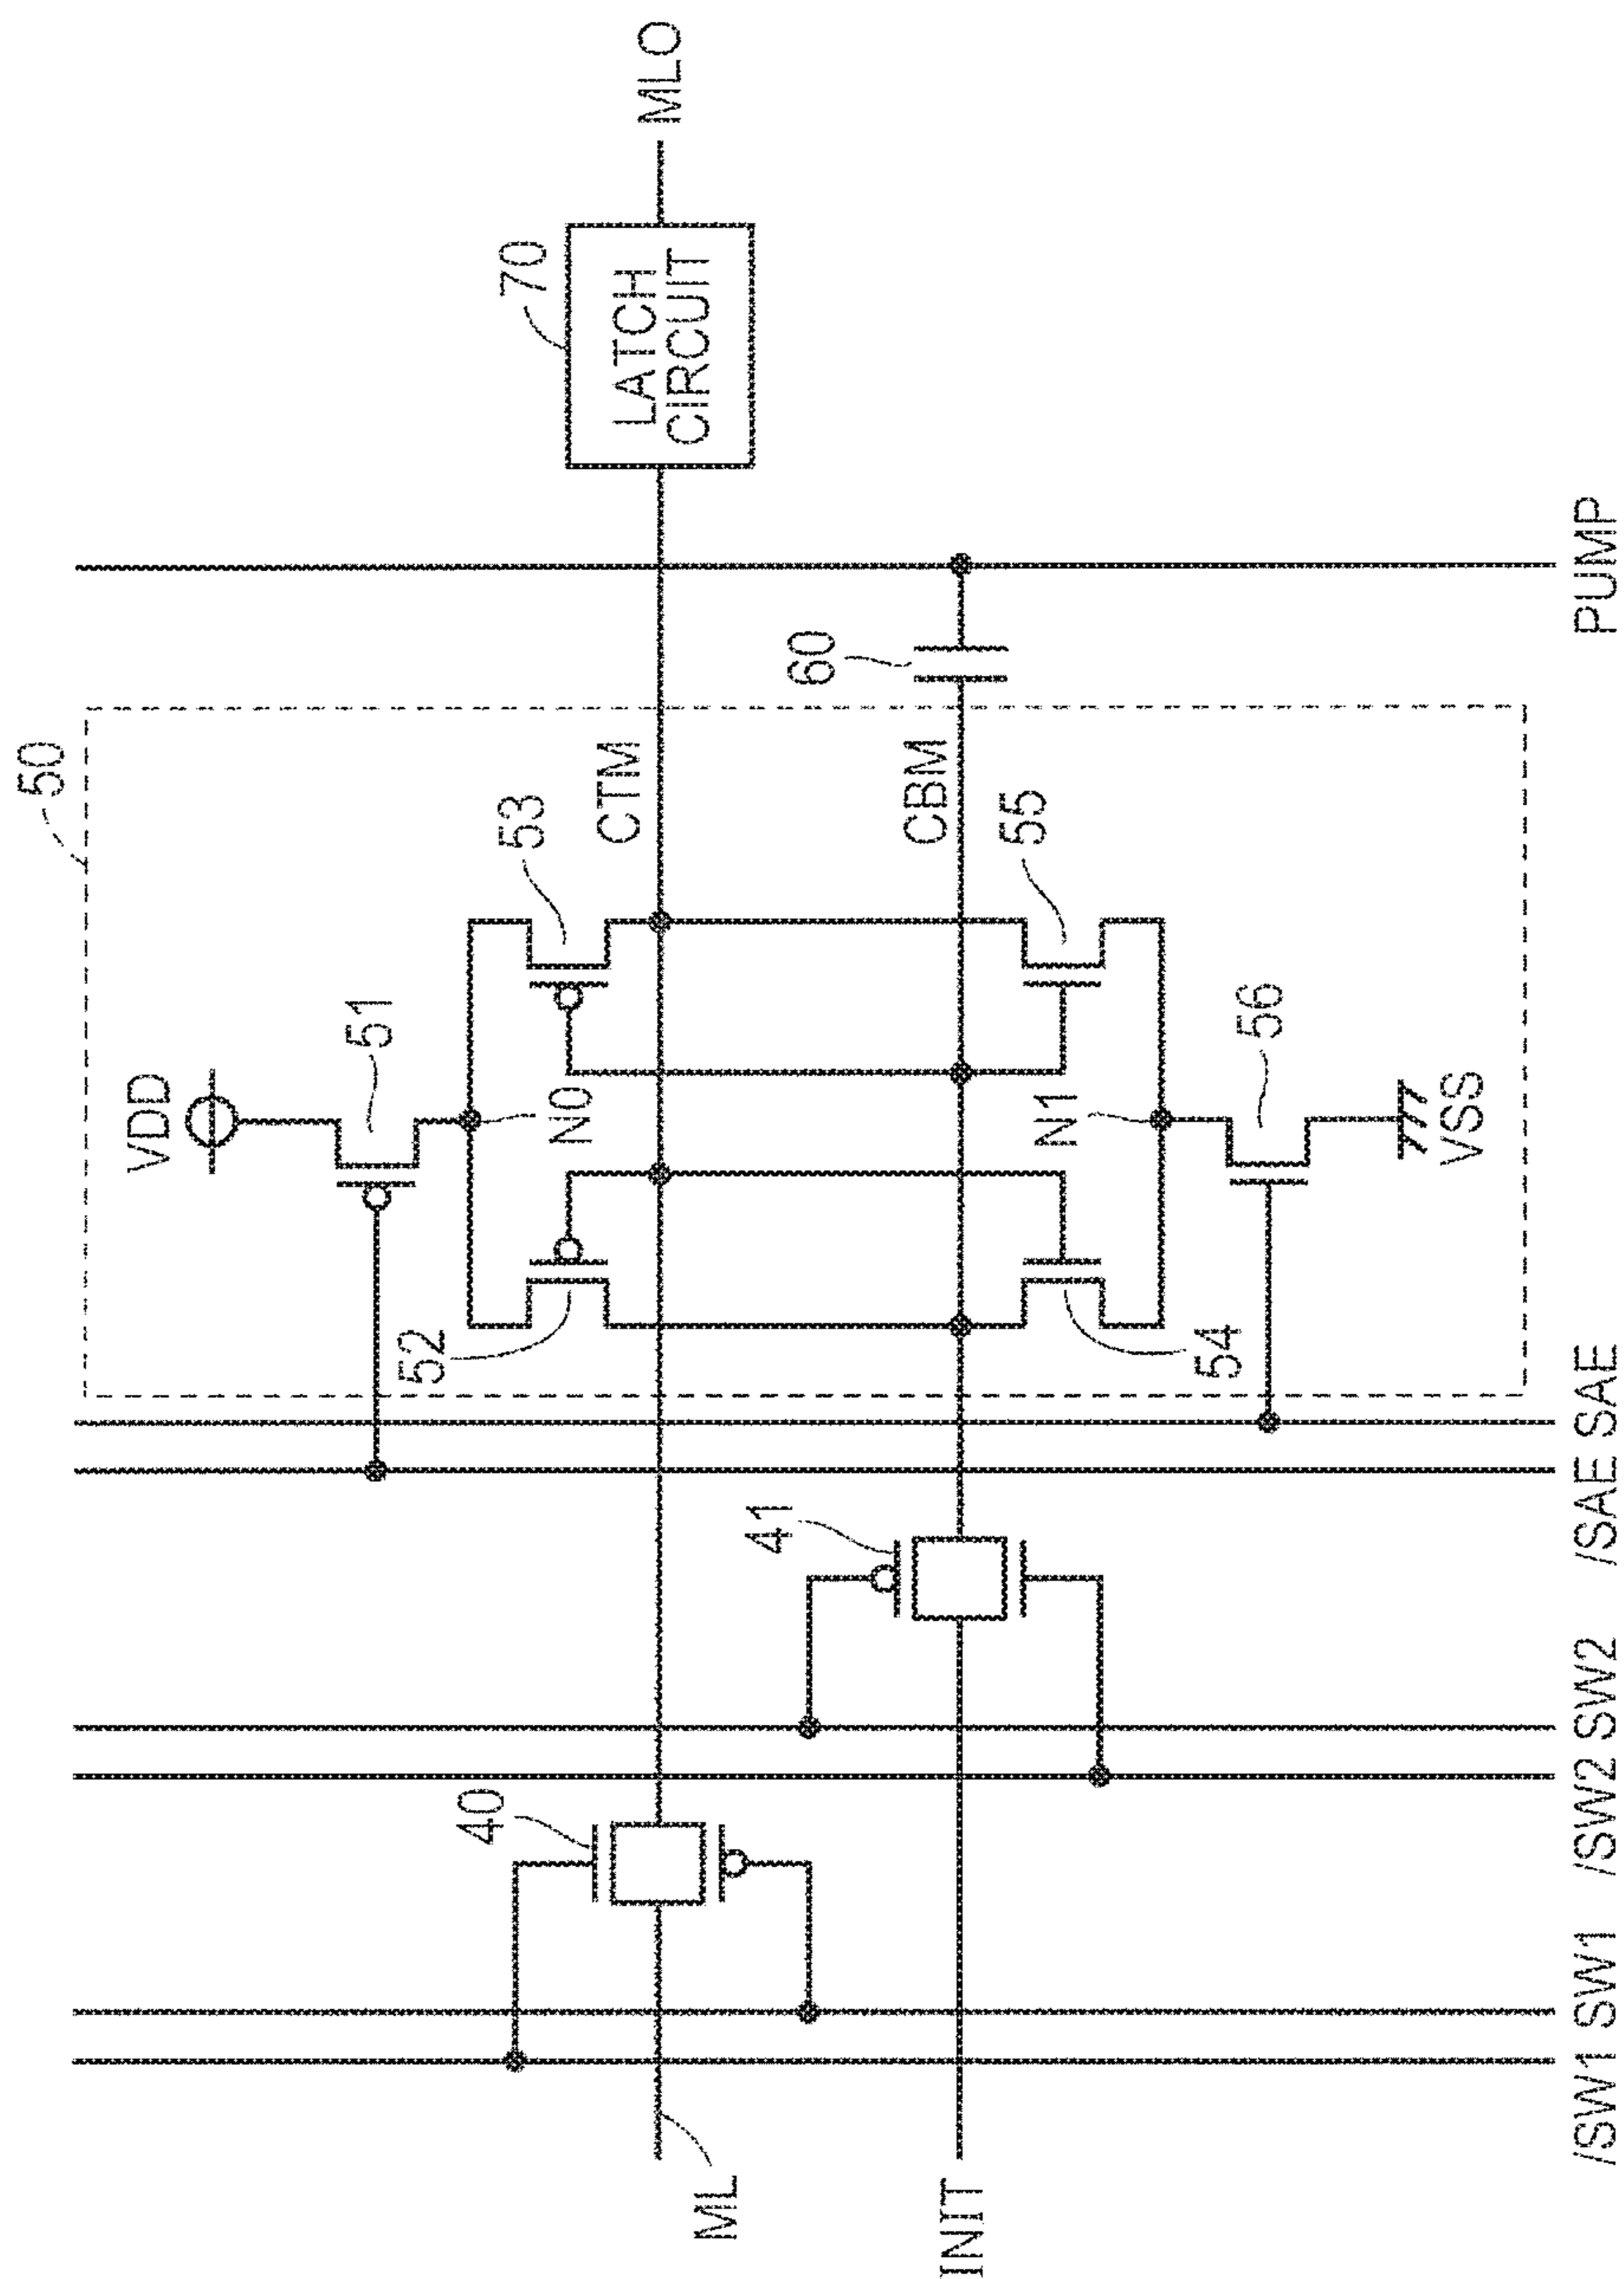 50
VDD
51
N0
52
53
CTM
70
LATCH
CIRCUIT
MLO
40
ML
41
60
CBM
INIT
55
N1
54
56
VSS
/SW1 SW1
/SW2 SW2
/SAE SAE
PUMP